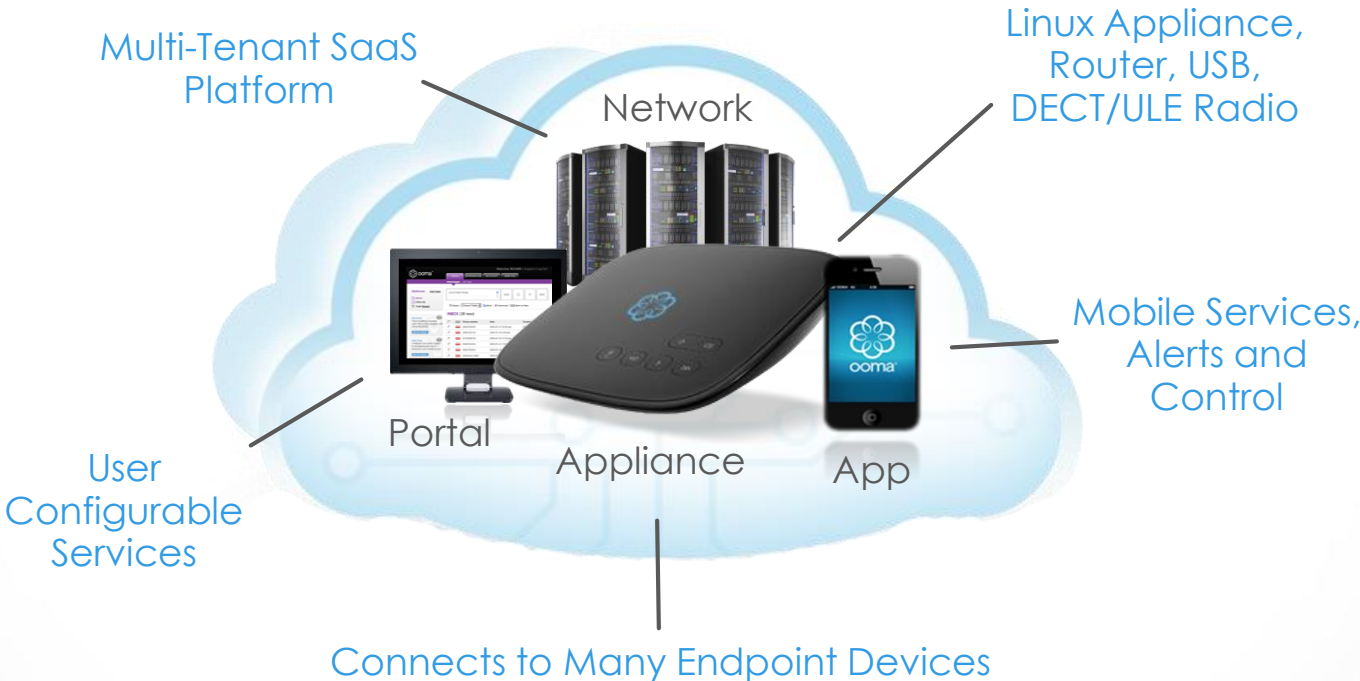 Multi-Tenant SaaS
Platform
Linux Appliance,
Router, USB,
DECT/ULE Radio
Network
ooma
ooma
Mobile Services,
Alerts and
Control
Portal
Appliance
App
User
Configurable
Services
Connects to Many Endpoint Devices